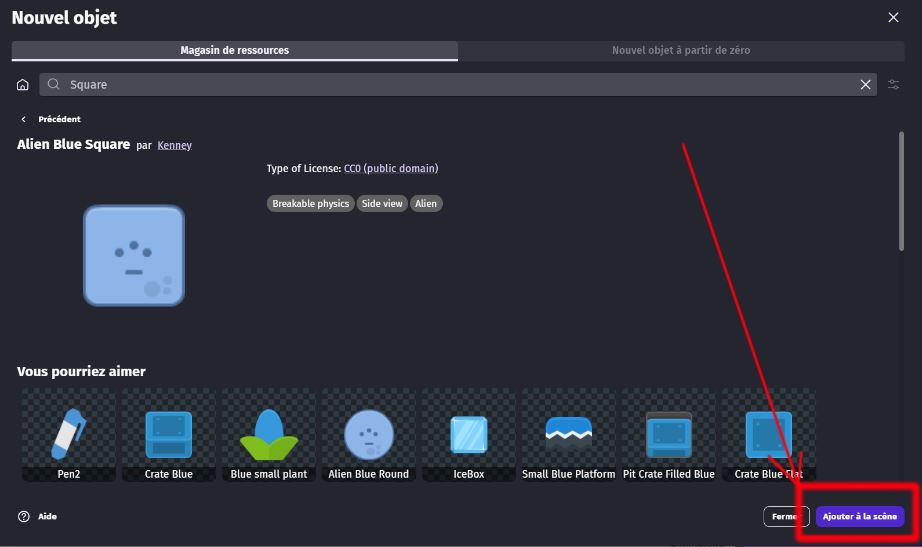 Nouvel objet
Magasin de ressources
Nouvel objet à partir de zéro
Square
Précédent
Alien Blue Square par Kenney
Type of License: CC0 (public domain)
Breakable physics Side view Alien
Vous pourriez aimer
Pen2 Crate Blue Blue small plant Alien Blue Round IceBox Small Blue Platform Pit Crate Filled Blue Crate Blue Flat
Aide
Fermer Ajouter à la scène